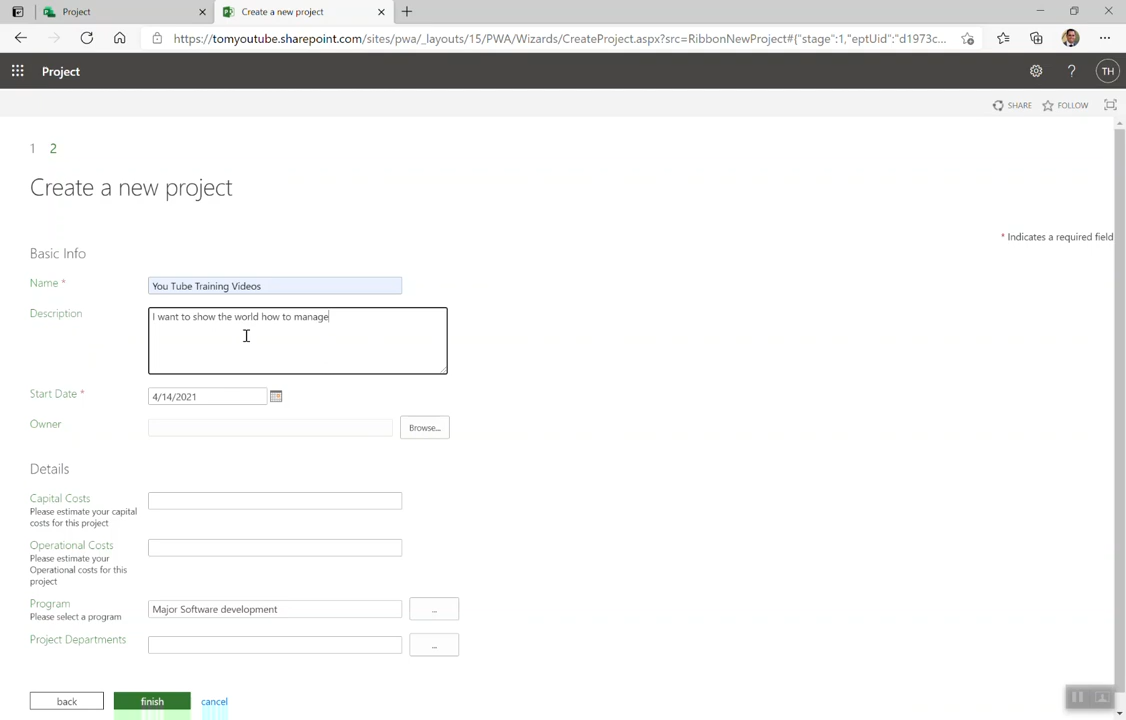 Project
Create a new project
https://tomyoutube.sharepoint.com/sites/pwa/_layouts/15/PWA/Wizards/CreateProject.aspx?src=RibbonNewProject#{"stage":1,"eptUid":"d1973c...
Project
TH
SHARE
FOLLOW
1 2
Create a new project
* Indicates a required field
Basic Info
Name *
You Tube Training Videos
Description
I want to show the world how to manage
Start Date *
4/14/2021
Owner
Browse...
Details
Capital Costs
Please estimate your capital
costs for this project
Operational Costs
Please estimate your
Operational costs for this
project
Program
Please select a program
Major Software development
...
Project Departments
...
back
finish
cancel